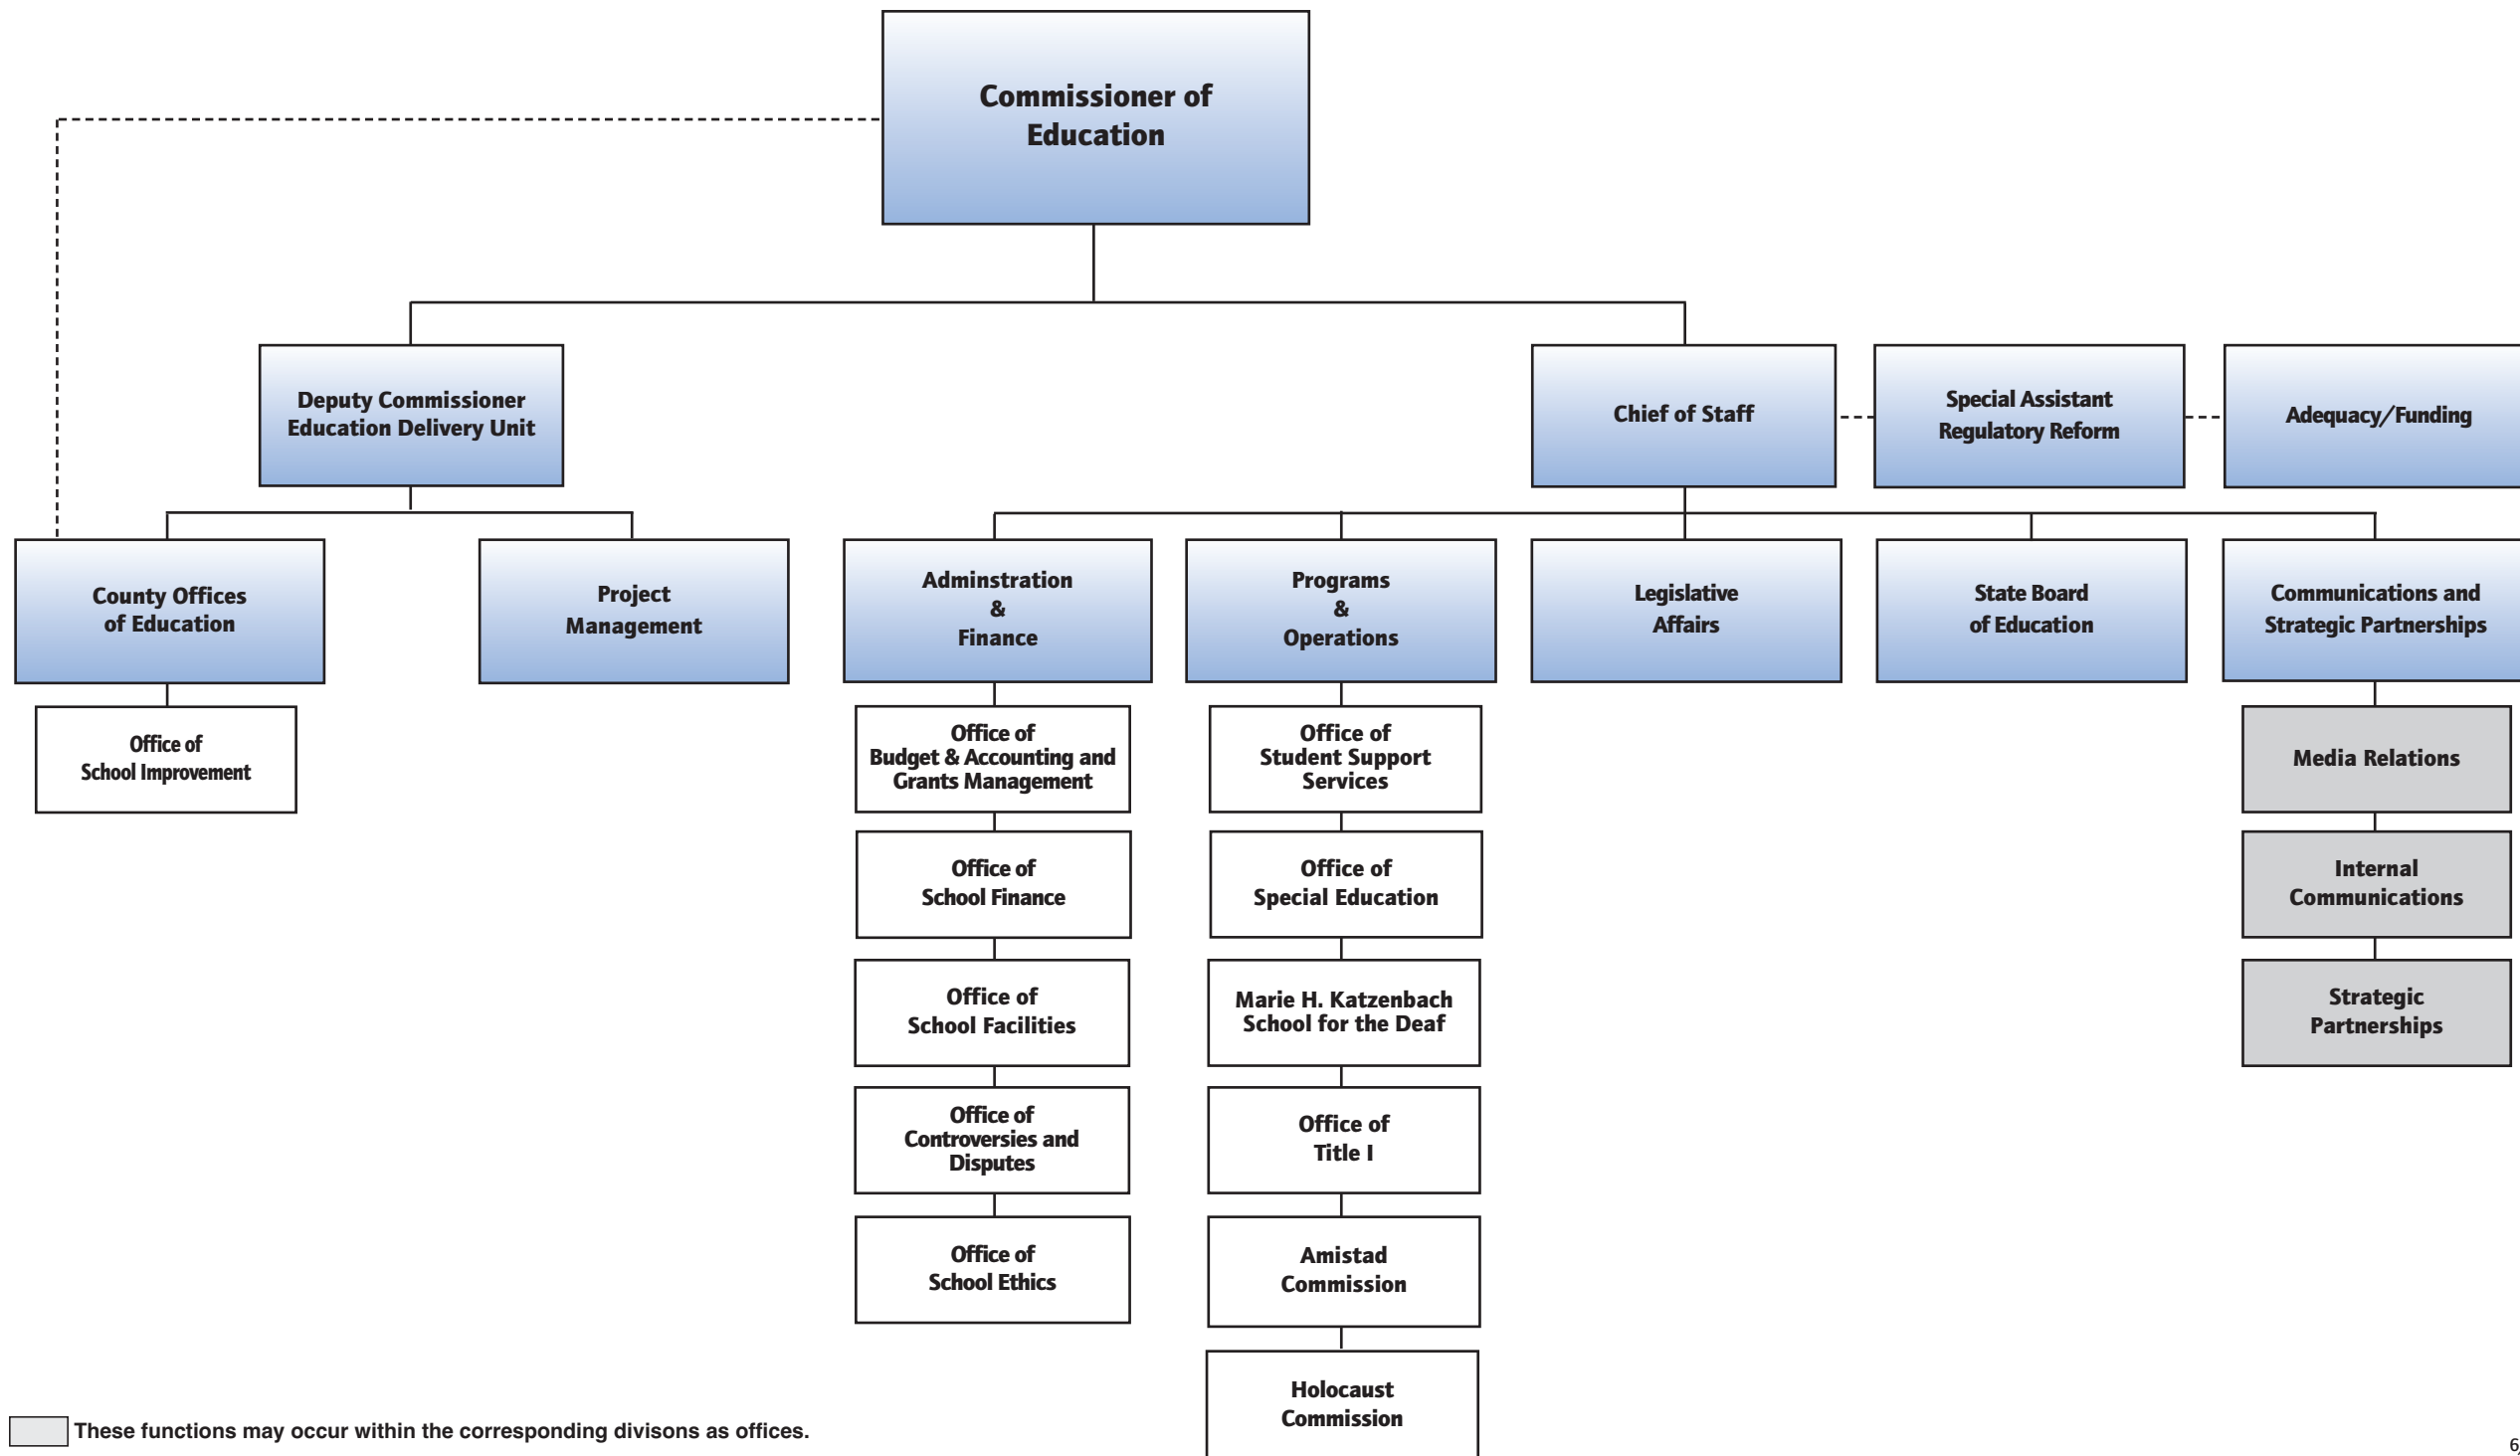 Commissioner of
Education
Deputy Commissioner
Education Delivery Unit
Chief of Staff
Special Assistant
Regulatory Reform
Adequacy/Funding
County Offices
of Education
Project
Management
Adminstration
&
Finance
Programs
&
Operations
Legislative
Affairs
State Board
of Education
Communications and
Strategic Partnerships
Office of
School Improvement
Office of
Budget & Accounting and
Grants Management
Office of
School Finance
Office of
School Facilities
Office of
Controversies and
Disputes
Office of
School Ethics
Office of
Student Support
Services
Office of
Special Education
Marie H. Katzenbach
School for the Deaf
Office of
Title I
Amistad
Commission
Holocaust
Commission
Media Relations
Internal
Communications
Strategic
Partnerships
These functions may occur within the corresponding divisons as offices.